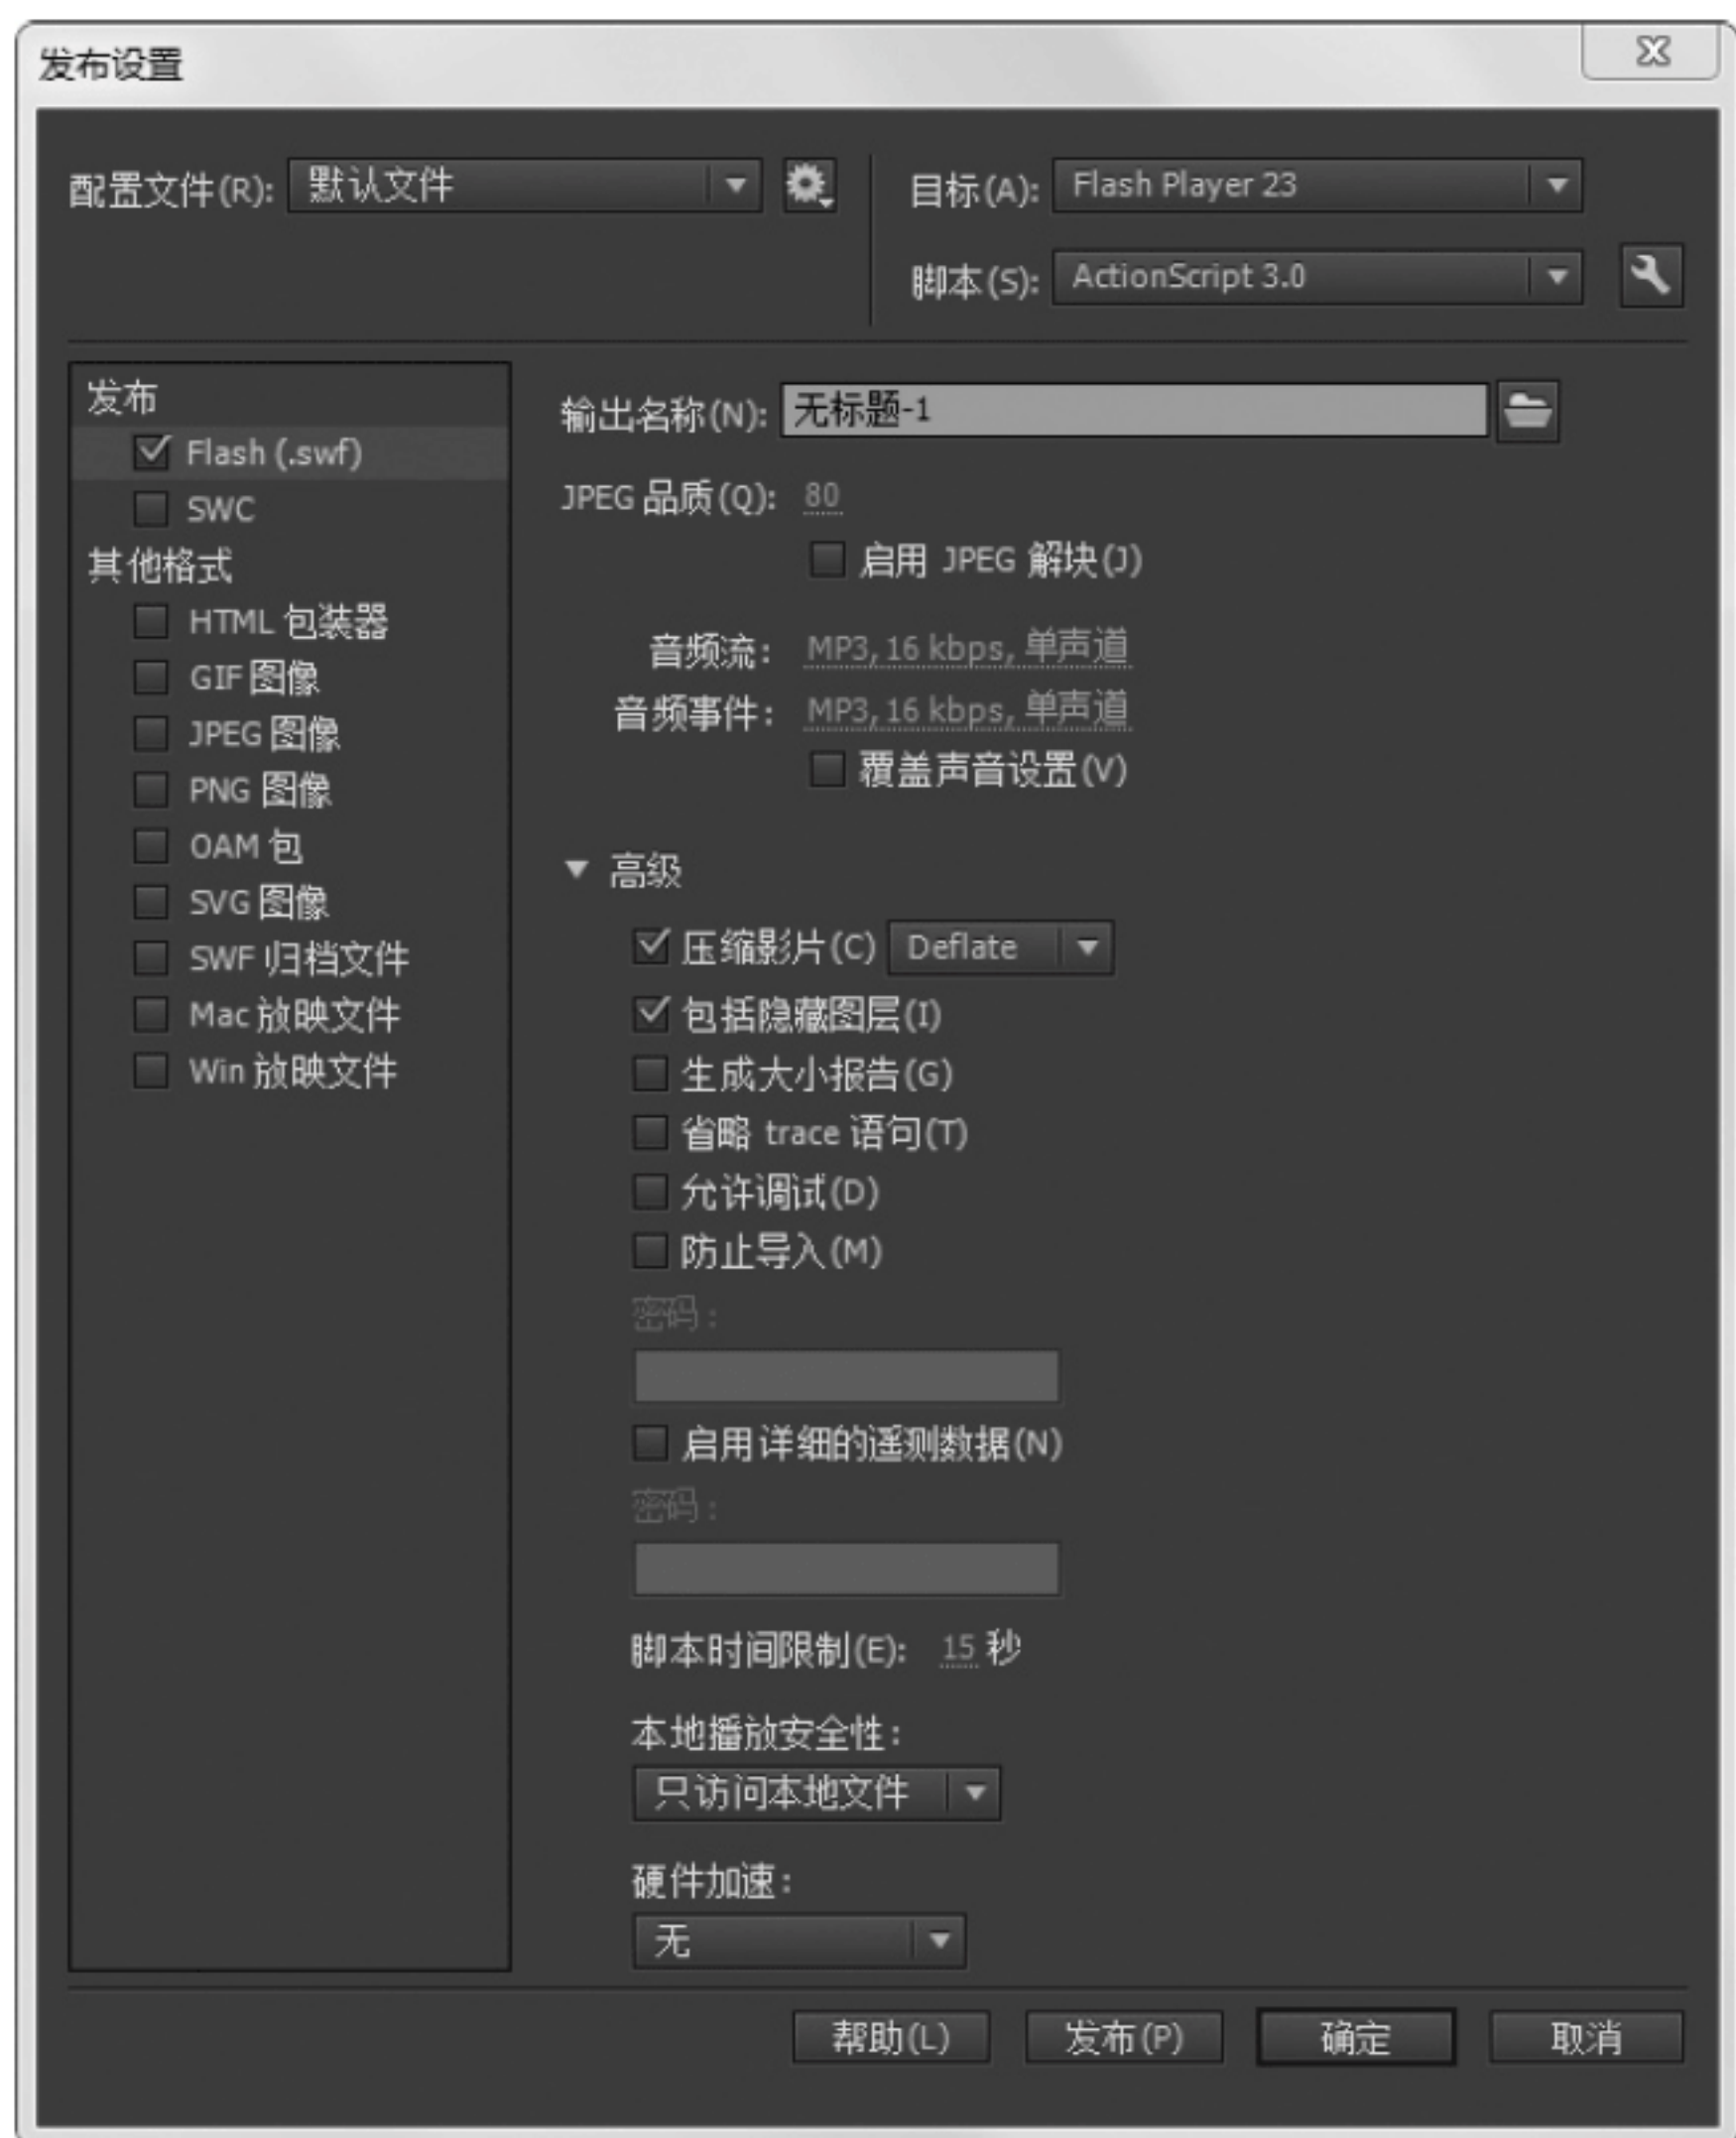 发布设置
配置文件(R): 默认文件
目标(A): Flash Player 23
脚本(S): ActionScript 3.0
发布
Flash (.swf)
SWC
其他格式
HTML 包装器
GIF 图像
JPEG 图像
PNG 图像
OAM 包
SVG 图像
SWF 归档文件
Mac 放映文件
Win 放映文件
输出名称(N): 无标题-1
JPEG 品质(Q): 80
启用 JPEG 解块(J)
音频流: MP3, 16 kbps, 单声道
音频事件: MP3, 16 kbps, 单声道
覆盖声音设置(V)
高级
压缩影片(C) Deflate
包括隐藏图层(I)
生成大小报告(G)
省略 trace 语句(T)
允许调试(D)
防止导入(M)
密码:
启用详细的遥测数据(N)
密码:
脚本时间限制(E): 15 秒
本地播放安全性:
只访问本地文件
硬件加速:
无
帮助(L) 发布(P) 确定 取消